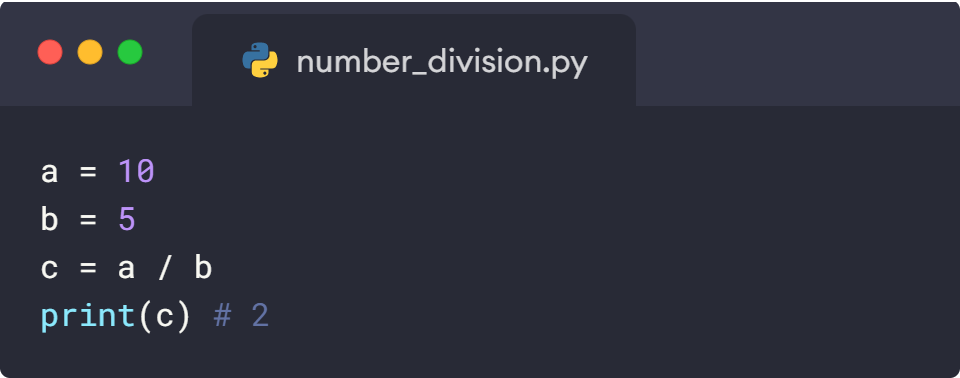 number_division.py
a = 10
b = 5
c = a / b
print(c) # 2